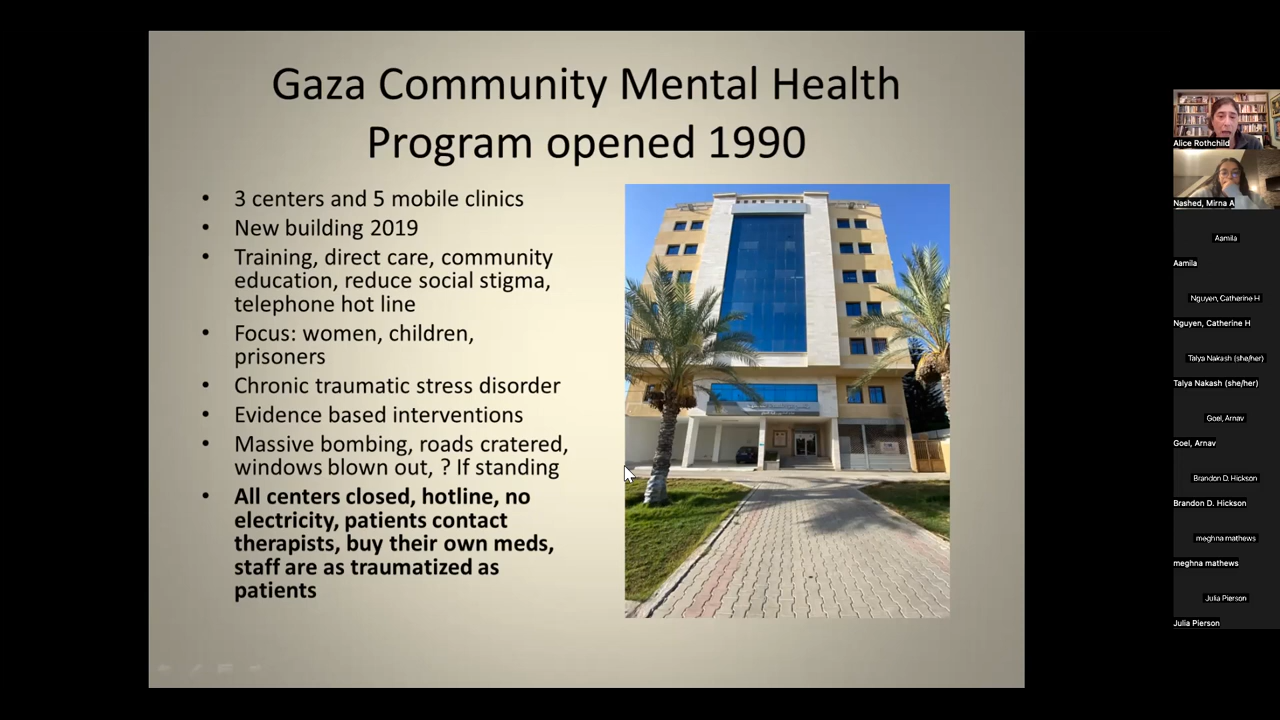 Gaza Community Mental Health
Program opened 1990
• 3 centers and 5 mobile clinics
• New building 2019
• Training, direct care, community
education, reduce social stigma,
telephone hot line
• Focus: women, children,
prisoners
• Chronic traumatic stress disorder
• Evidence based interventions
• Massive bombing, roads cratered,
windows blown out, ? If standing
• All centers closed, hotline, no
electricity, patients contact
therapists, buy their own meds,
staff are as traumatized as
patients
Alice Rothchild
Nashed, Mirna A
Aamila
Aamila
Nguyen, Catherine H
Nguyen, Catherine H
Talya Nakash (she/her)
Talya Nakash (she/her)
Goel, Arnav
Goel, Arnav
Brandon D. Hickson
Brandon D. Hickson
meghna mathews
meghna mathews
Julia Pierson
Julia Pierson